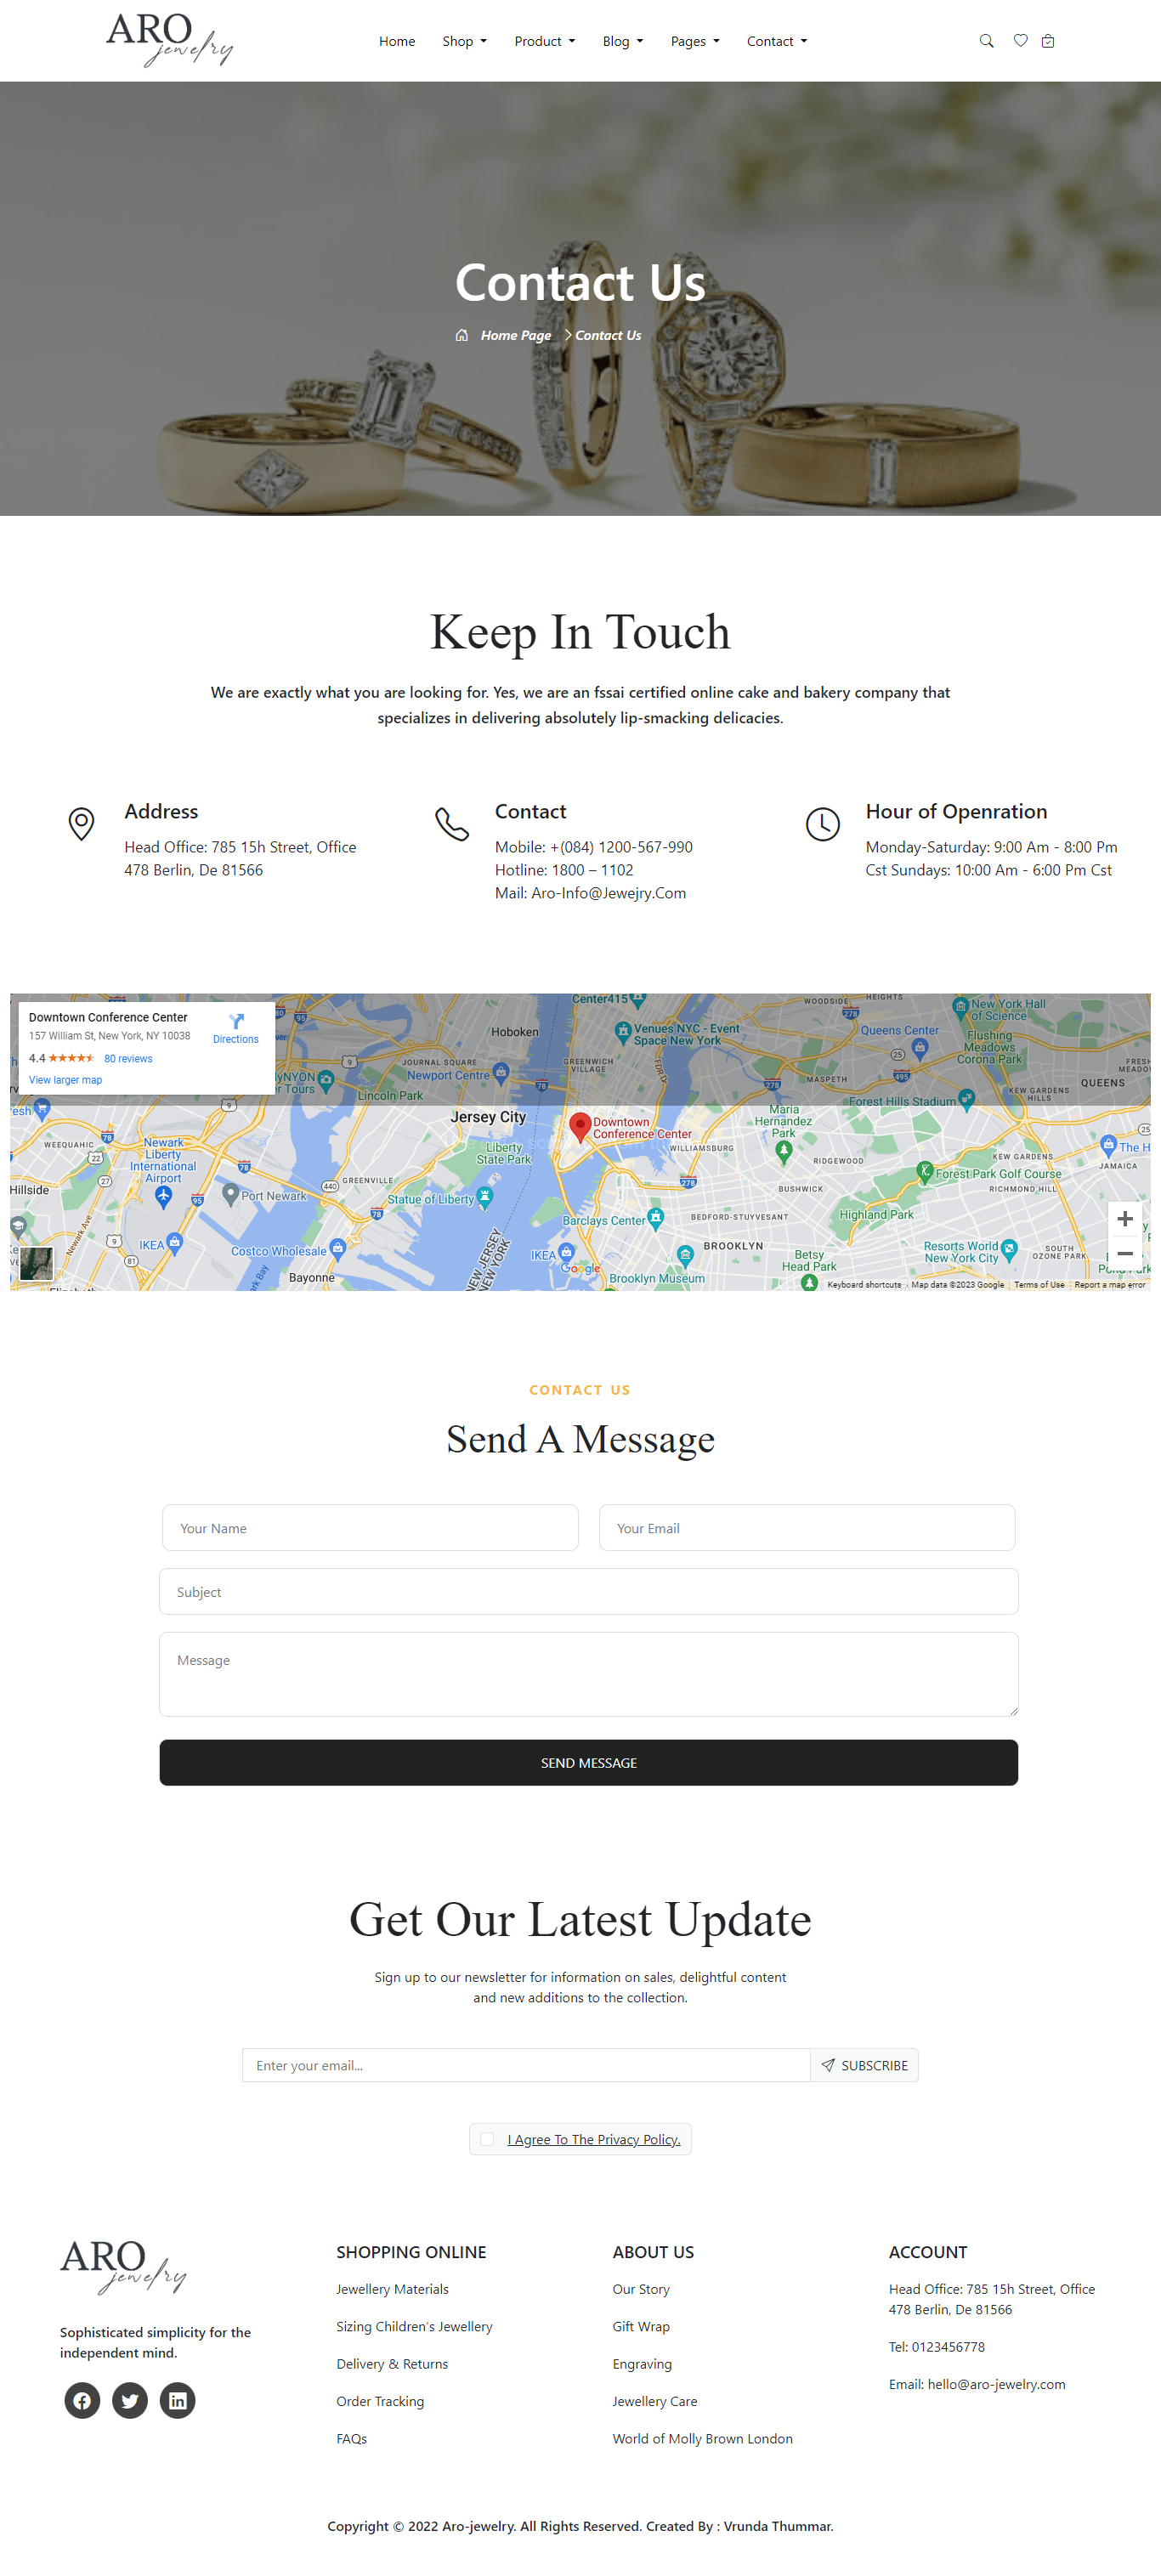 ARO
jewelry
Home Shop Product Blog Pages Contact
Contact Us
Home Page Contact Us
Keep In Touch
We are exactly what you are looking for. Yes, we are an fssai certified online cake and bakery company that
specializes in delivering absolutely lip-smacking delicacies.
Address
Head Office: 785 15h Street, Office
478 Berlin, De 81566
Contact
Mobile: +(084) 1200-567-990
Hotline: 1800 – 1102
Mail: Aro-Info@Jewejry.Com
Hour of Openration
Monday-Saturday: 9:00 Am - 8:00 Pm
Cst Sundays: 10:00 Am - 6:00 Pm Cst
Downtown Conference Center
157 William St, New York, NY 10038
4.4 80 reviews
View larger map
Directions
Center415
WOODSIDE
HEIGHTS
New York Hall
of Science
Hoboken
Venues NYC - Event
Space New York
Queens Center
Flushing
Meadows
Corona Park
JOURNAL SQUARE
Newport Centre
GREENWICH
VILLAGE
FDR
MASPETH
KEW GARDENS
HILLS
QUEENS
Lincoln Park
Forest Hills Stadium
Jersey City
Downtown
Conference Center
Maria
Hernandez
Park
WEEQUAHIC
Newark
Liberty
International
Airport
Liberty
State Park
WILLIAMSBURG
RIDGEWOOD
KEW GARDENS
The H
JAMAICA
Forest Park Golf Course
Hillside
Port Newark
GREENVILLE
Statue of Liberty
BUSHWICK
RICHMOND HILL
Highland Park
Newark Ave
IKEA
Costco Wholesale
Barclays Center
BEDFORD-STUYVESANT
NEW JERSEY
NEW YORK
IKEA
BROOKLYN
Resorts World
New York City
SOUTH
OZONE PARK
Betsy
Head Park
Bayonne
Google
Brooklyn Museum
Keyboard shortcuts Map data ©2023 Google Terms of Use Report a map error
CONTACT US
Send A Message
Your Name
Your Email
Subject
Message
SEND MESSAGE
Get Our Latest Update
Sign up to our newsletter for information on sales, delightful content
and new additions to the collection.
Enter your email...
SUBSCRIBE
I Agree To The Privacy Policy.
ARO
jewelry
Sophisticated simplicity for the
independent mind.
SHOPPING ONLINE
Jewellery Materials
Sizing Children's Jewellery
Delivery & Returns
Order Tracking
FAQs
ABOUT US
Our Story
Gift Wrap
Engraving
Jewellery Care
World of Molly Brown London
ACCOUNT
Head Office: 785 15h Street, Office
478 Berlin, De 81566
Tel: 0123456778
Email: hello@aro-jewelry.com
Copyright © 2022 Aro-jewelry. All Rights Reserved. Created By : Vrunda Thummar.